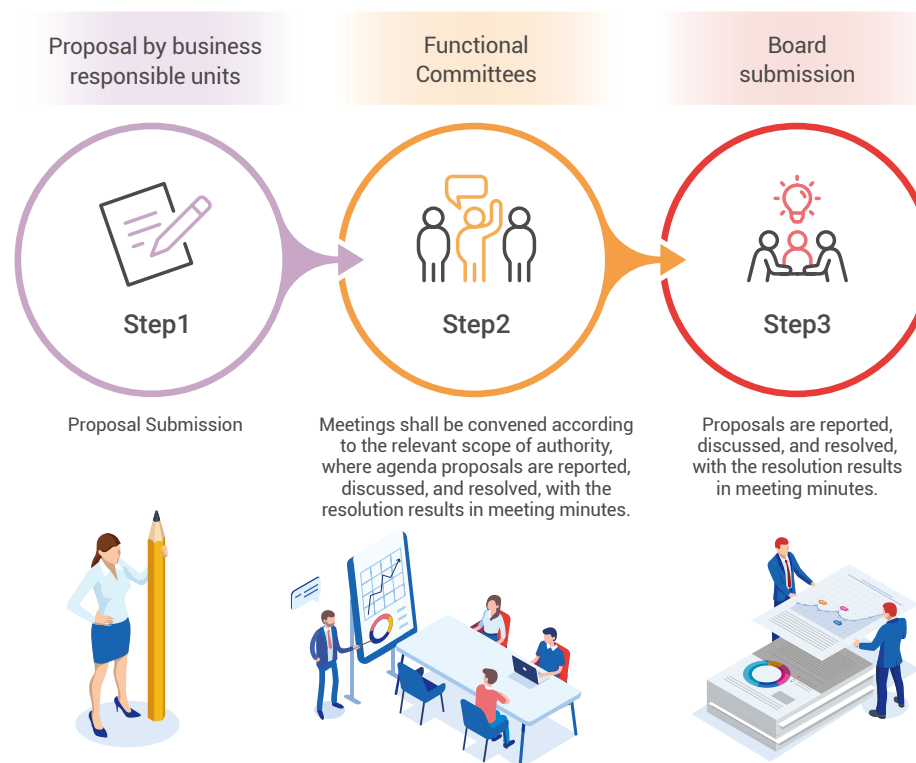 Proposal by business
responsible units
Functional
Committees
Board
submission
Step1
Step2
Step3
Proposal Submission
Meetings shall be convened according
to the relevant scope of authority,
where agenda proposals are reported,
discussed, and resolved, with the
resolution results in meeting minutes.
Proposals are reported,
discussed, and resolved,
with the resolution results
in meeting minutes.